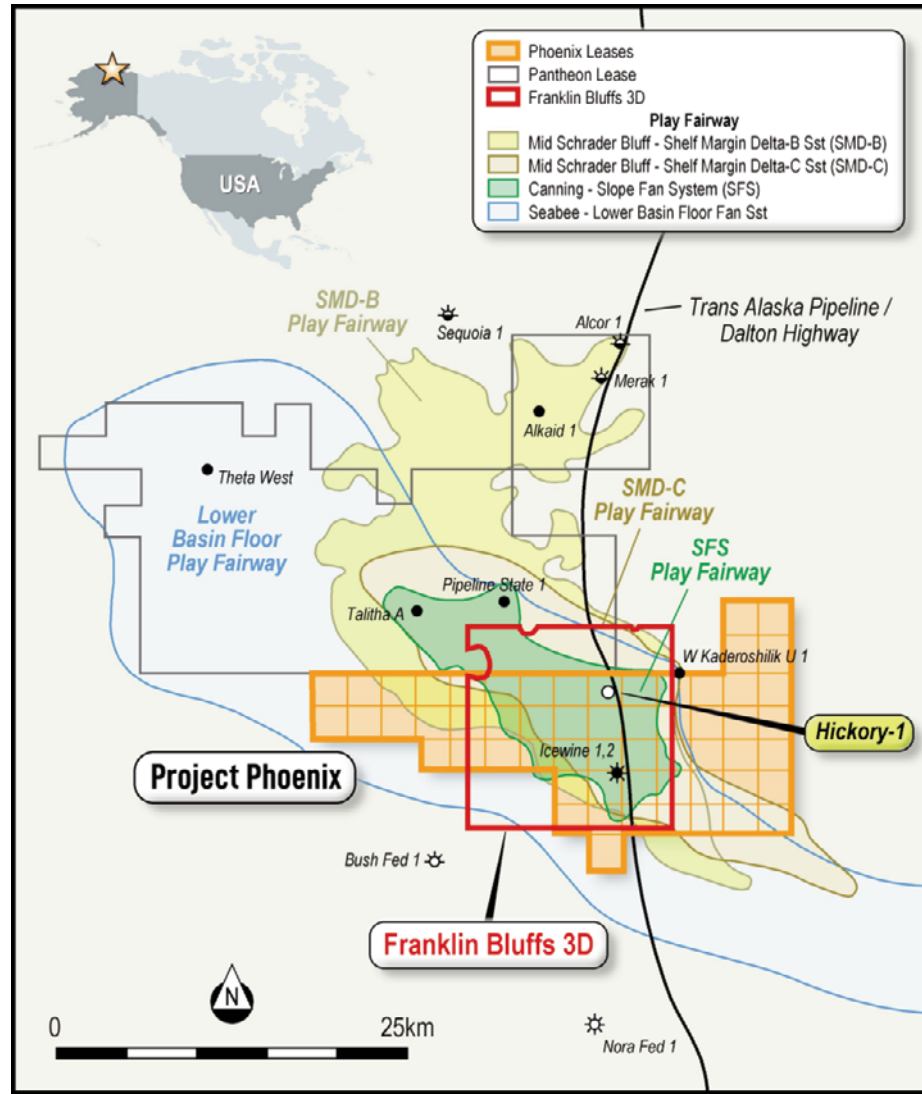 USA
Phoenix Leases
Pantheon Lease
Franklin Bluffs 3D
Play Fairway
Mid Schrader Bluff - Shelf Margin Delta-B Sst (SMD-B)
Mid Schrader Bluff - Shelf Margin Delta-C Sst (SMD-C)
Canning - Slope Fan System (SFS)
Seabee - Lower Basin Floor Fan Sst
SMD-B
Play Fairway
Sequoia 1
Alcor 1
Trans Alaska Pipeline /
Dalton Highway
Merak 1
Alkaid 1
Theta West
SMD-C
Play Fairway
Lower
Basin Floor
Play Fairway
SFS
Play Fairway
Pipeline State 1
Talitha A
W Kaderoshilik U 1
Hickory-1
Icewine 1,2
Project Phoenix
Bush Fed 1
Franklin Bluffs 3D
N
0
25km
Nora Fed 1